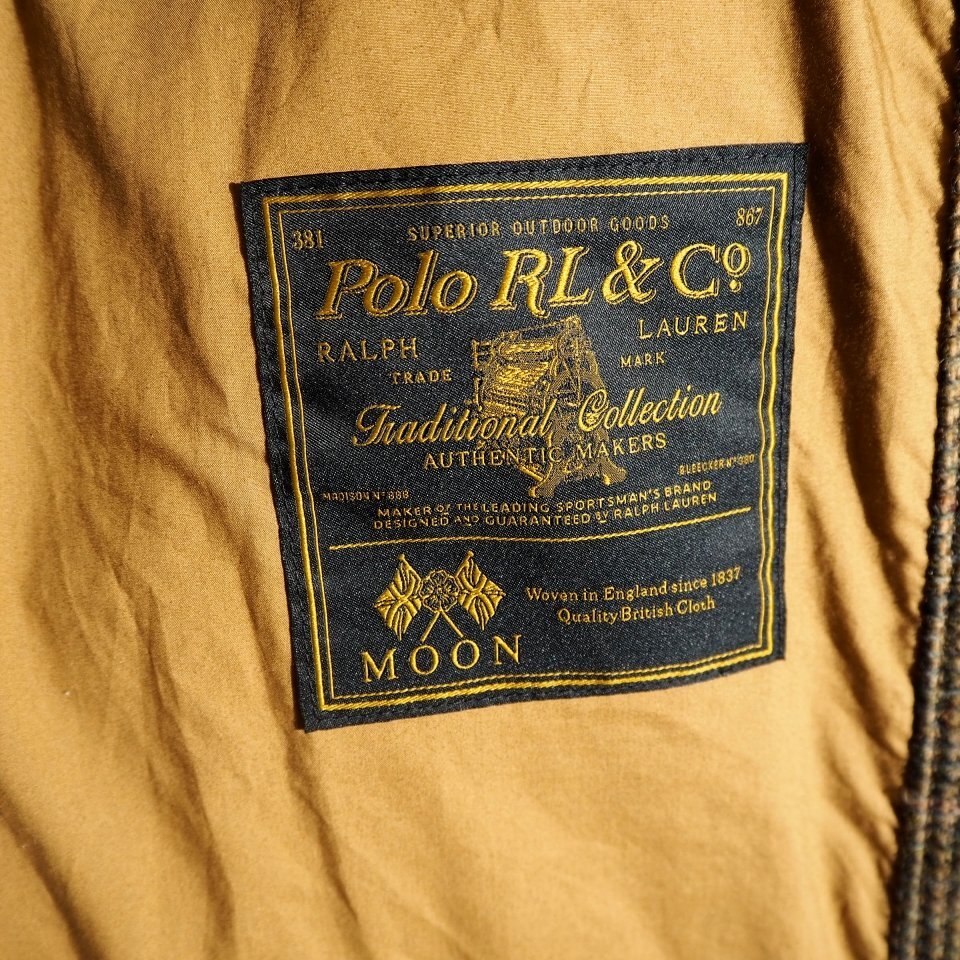 381 SUPERIOR OUTDOOR GOODS 867
Polo RL & Co.
RALPH LAUREN
TRADE MARK
Traditional Collection
AUTHENTIC MAKERS
MADISON No 888 BLEECKER No 380
MAKER OF THE LEADING SPORTSMAN'S BRAND
DESIGNED AND GUARANTEED BY RALPH LAUREN
MOON
Woven in England since 1837
Quality British Cloth